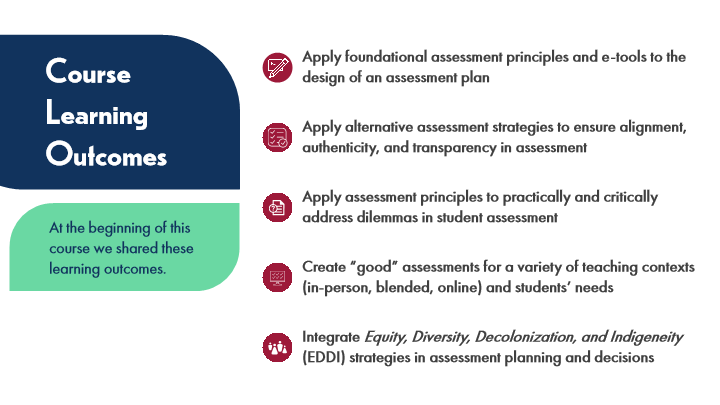 Course
Learning
Outcomes
At the beginning of this
course we shared these
learning outcomes.
Apply foundational assessment principles and e-tools to the
design of an assessment plan
Apply alternative assessment strategies to ensure alignment,
authenticity, and transparency in assessment
Apply assessment principles to practically and critically
address dilemmas in student assessment
Create “good” assessments for a variety of teaching contexts
(in-person, blended, online) and students’ needs
Integrate Equity, Diversity, Decolonization, and Indigeneity
(EDDI) strategies in assessment planning and decisions